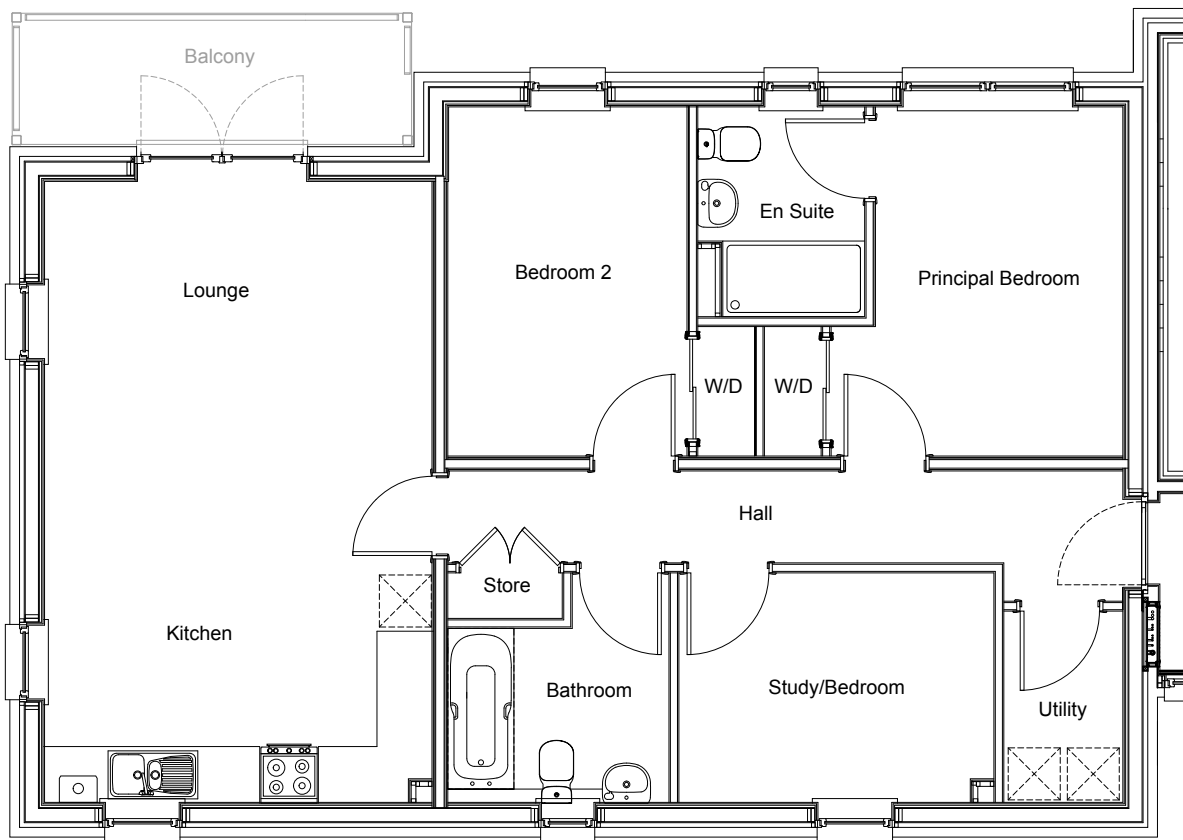 Balcony
En Suite
Bedroom 2
Principal Bedroom
Lounge
W/D
W/D
Hall
Store
Kitchen
Bathroom
Study/Bedroom
Utility